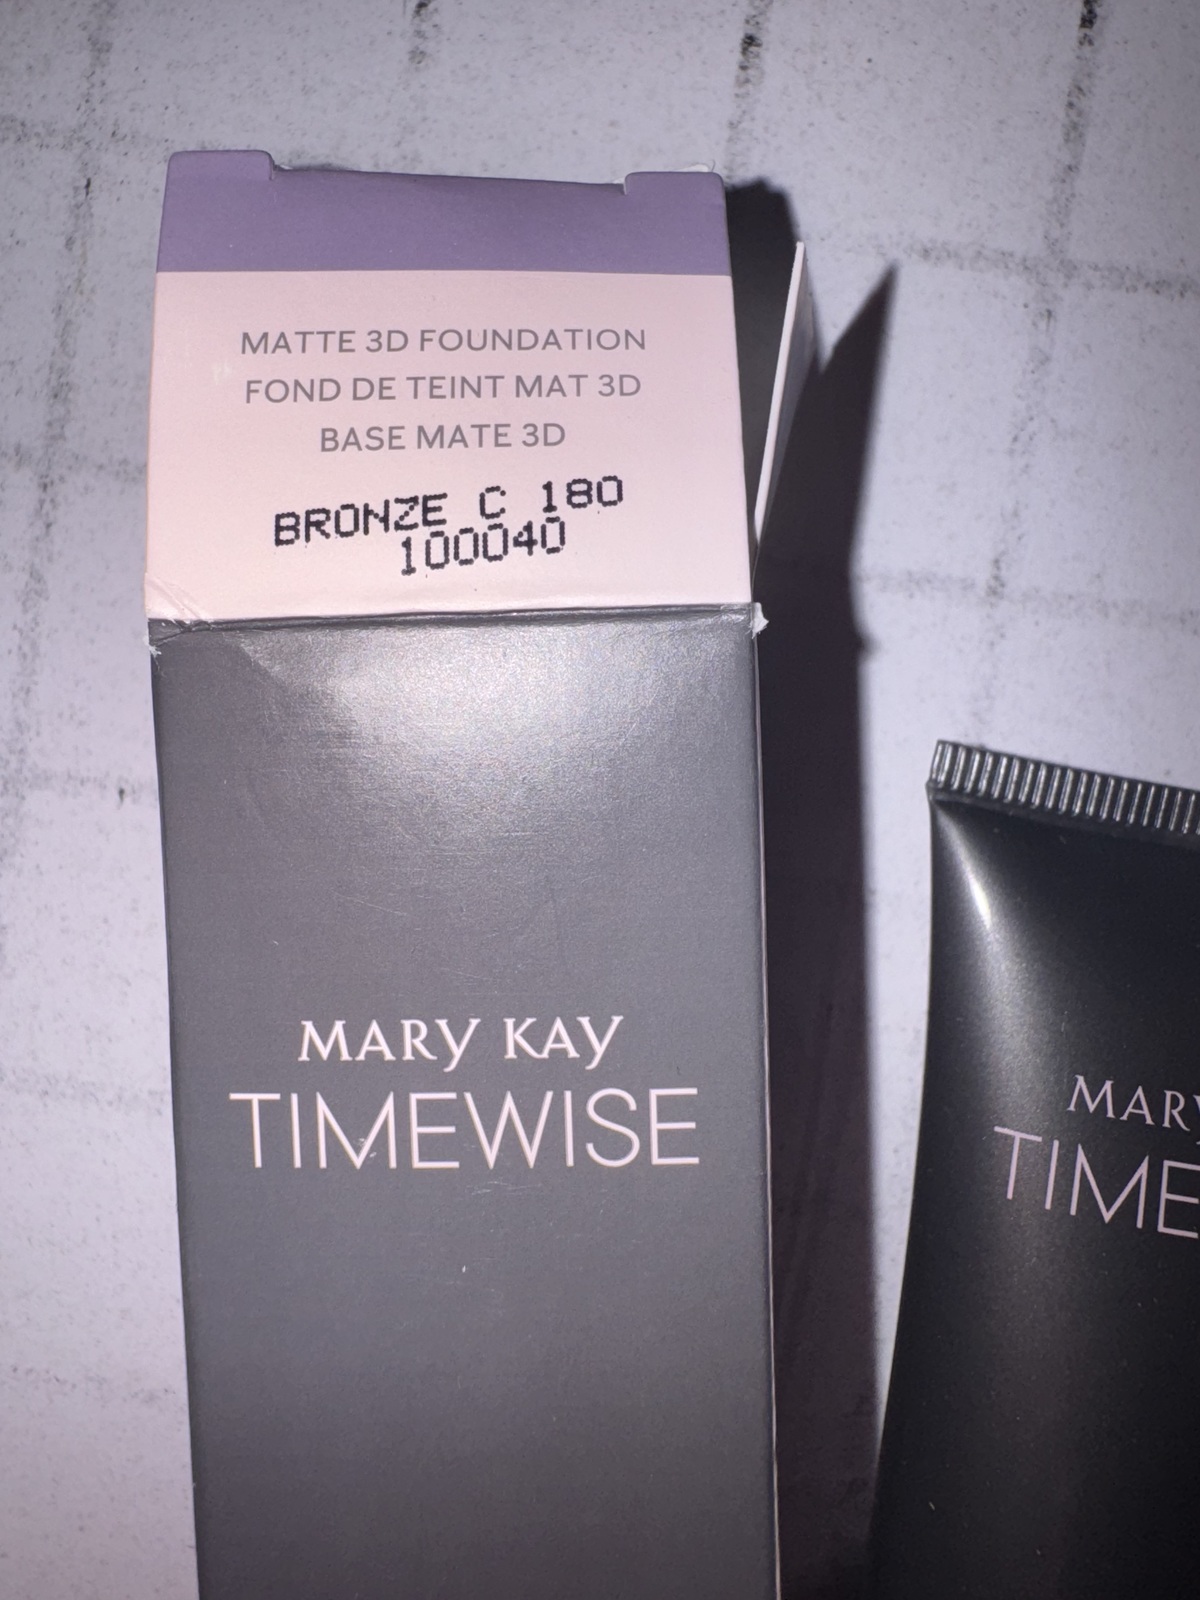 MATTE 3D FOUNDATION
FOND DE TEINT MAT 3D
BASE MATE 3D
BRONZE C 180
100040
MARY KAY
TIMEWISE
MARY
TIME